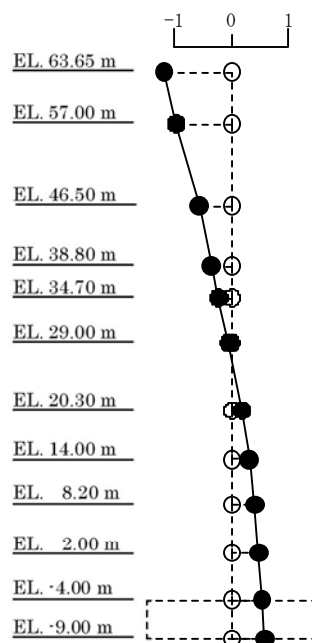 −1 0 1
EL. 63.65 m
EL. 57.00 m
EL. 46.50 m
EL. 38.80 m
EL. 34.70 m
EL. 29.00 m
EL. 20.30 m
EL. 14.00 m
EL. 8.20 m
EL. 2.00 m
EL. -4.00 m
EL. -9.00 m